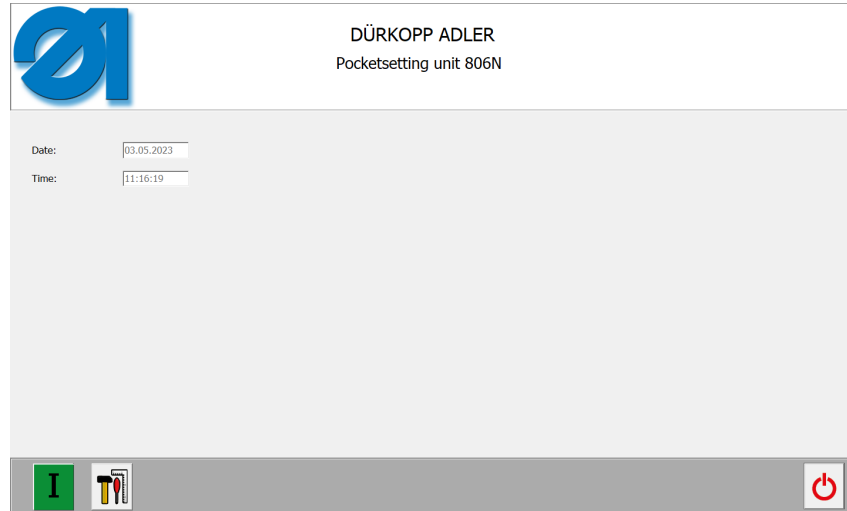 DÜRKOPP ADLER
Pocketsetting unit 806N
Date: 03.05.2023
Time: 11:16:19
I